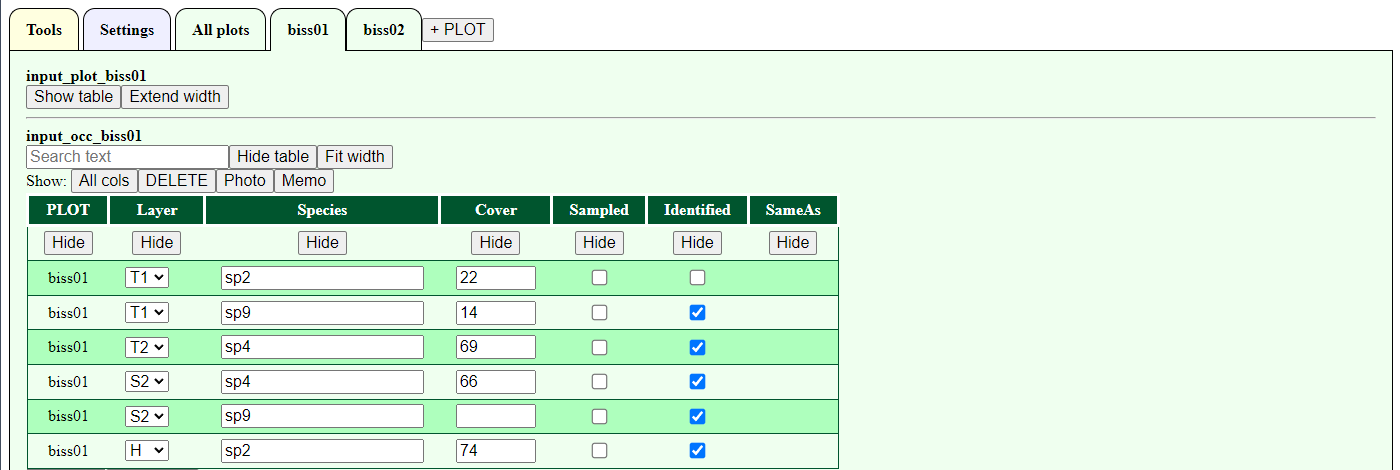 Tools Settings All plots biss01 biss02 + PLOT
input_plot_biss01
Show table Extend width
input_occ_biss01
Search text Hide table Fit width
Show: All cols DELETE Photo Memo
PLOT Layer Species Cover Sampled Identified SameAs
Hide Hide Hide Hide Hide Hide Hide
biss01 T1 sp2 22
biss01 T1 sp9 14
biss01 T2 sp4 69
biss01 S2 sp4 66
biss01 S2 sp9
biss01 H sp2 74